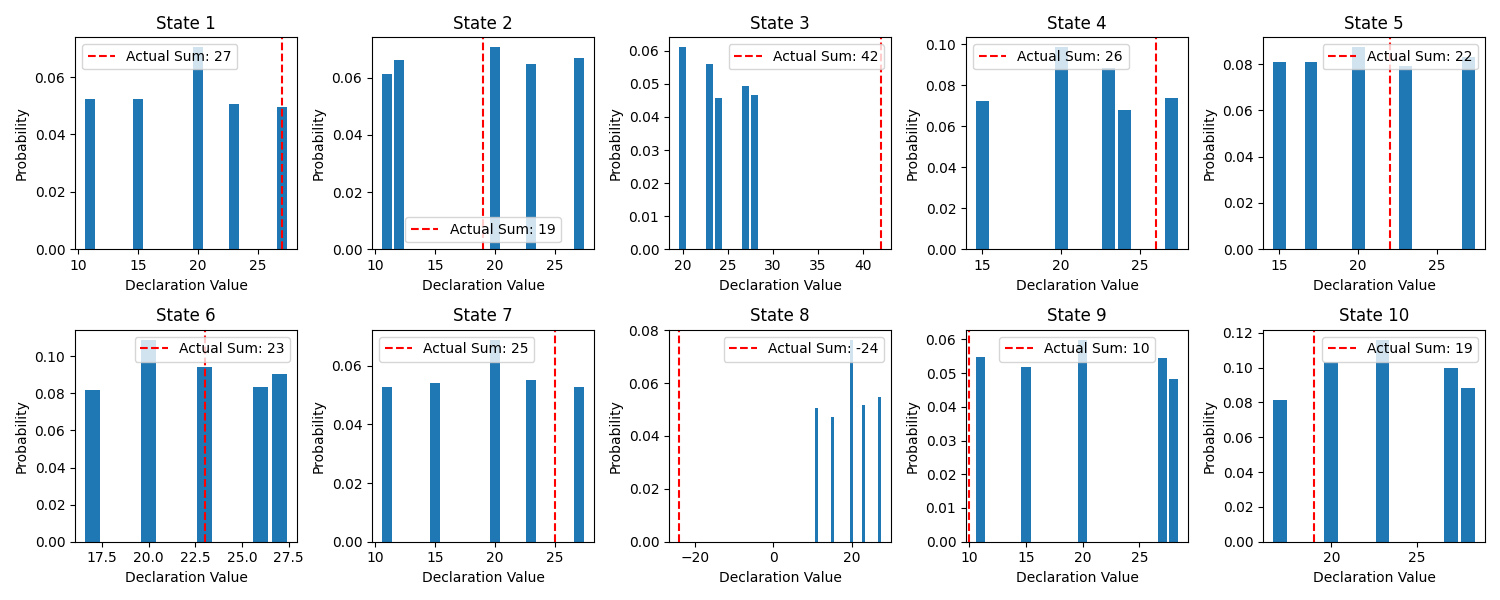 State 1
Actual Sum: 27
Probability
0.06
0.04
0.02
0.00
10 15 20 25
Declaration Value
State 2
Actual Sum: 19
Probability
0.06
0.04
0.02
0.00
10 15 20 25
Declaration Value
State 3
Actual Sum: 42
Probability
0.06
0.05
0.04
0.03
0.02
0.01
0.00
20 25 30 35 40
Declaration Value
State 4
Actual Sum: 26
Probability
0.10
0.08
0.06
0.04
0.02
0.00
15 20 25
Declaration Value
State 5
Actual Sum: 22
Probability
0.08
0.06
0.04
0.02
0.00
15 20 25
Declaration Value
State 6
Actual Sum: 23
Probability
0.10
0.08
0.06
0.04
0.02
0.00
17.5 20.0 22.5 25.0 27.5
Declaration Value
State 7
Actual Sum: 25
Probability
0.06
0.04
0.02
0.00
10 15 20 25
Declaration Value
State 8
Actual Sum: -24
Probability
0.08
0.06
0.04
0.02
0.00
−20 0 20
Declaration Value
State 9
Actual Sum: 10
Probability
0.06
0.05
0.04
0.03
0.02
0.01
0.00
10 15 20 25
Declaration Value
State 10
Actual Sum: 19
Probability
0.12
0.10
0.08
0.06
0.04
0.02
0.00
20 25
Declaration Value